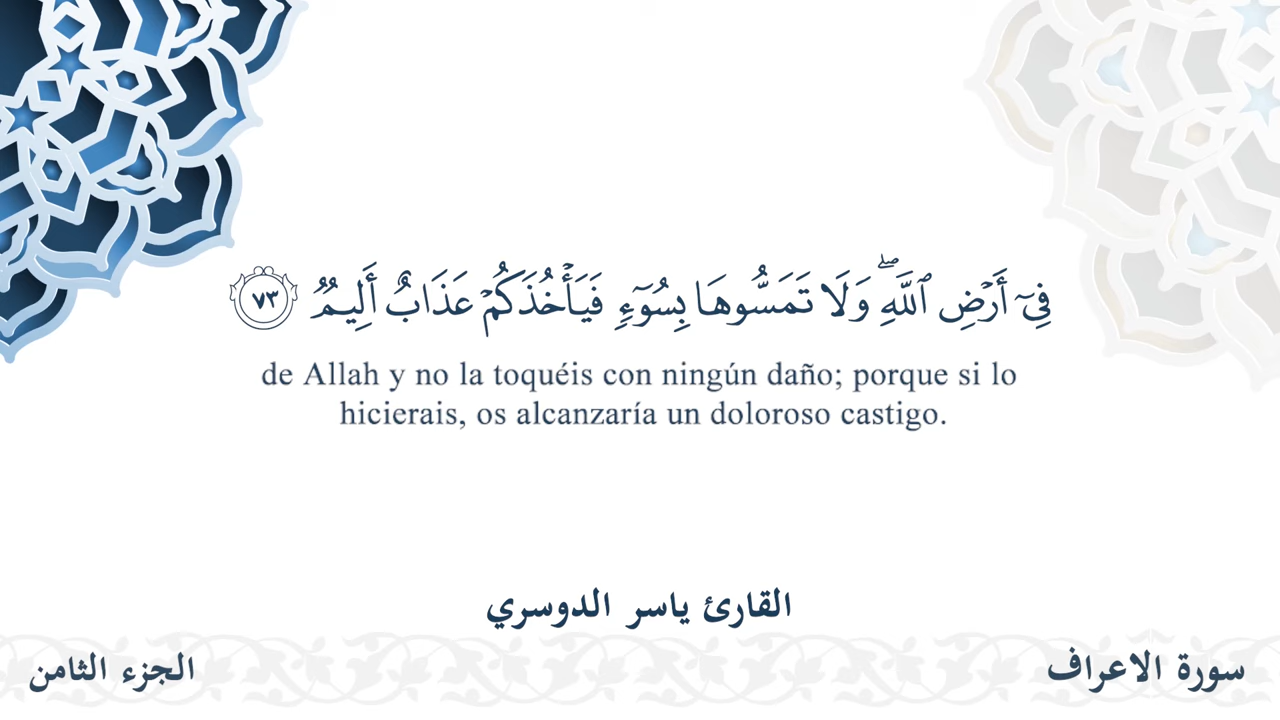 فِيٓ أَرۡضِ ٱللَّهِۖ وَلَا تَمَسُّوهَا بِسُوٓءٖ فَيَأۡخُذَكُمۡ عَذَابٌ أَلِيمٞ ٧٣
de Allah y no la toquéis con ningún daño; porque si lo
hicierais, os alcanzaría un doloroso castigo.
القارئ ياسر الدوسري
سورة الاعراف
الجزء الثامن